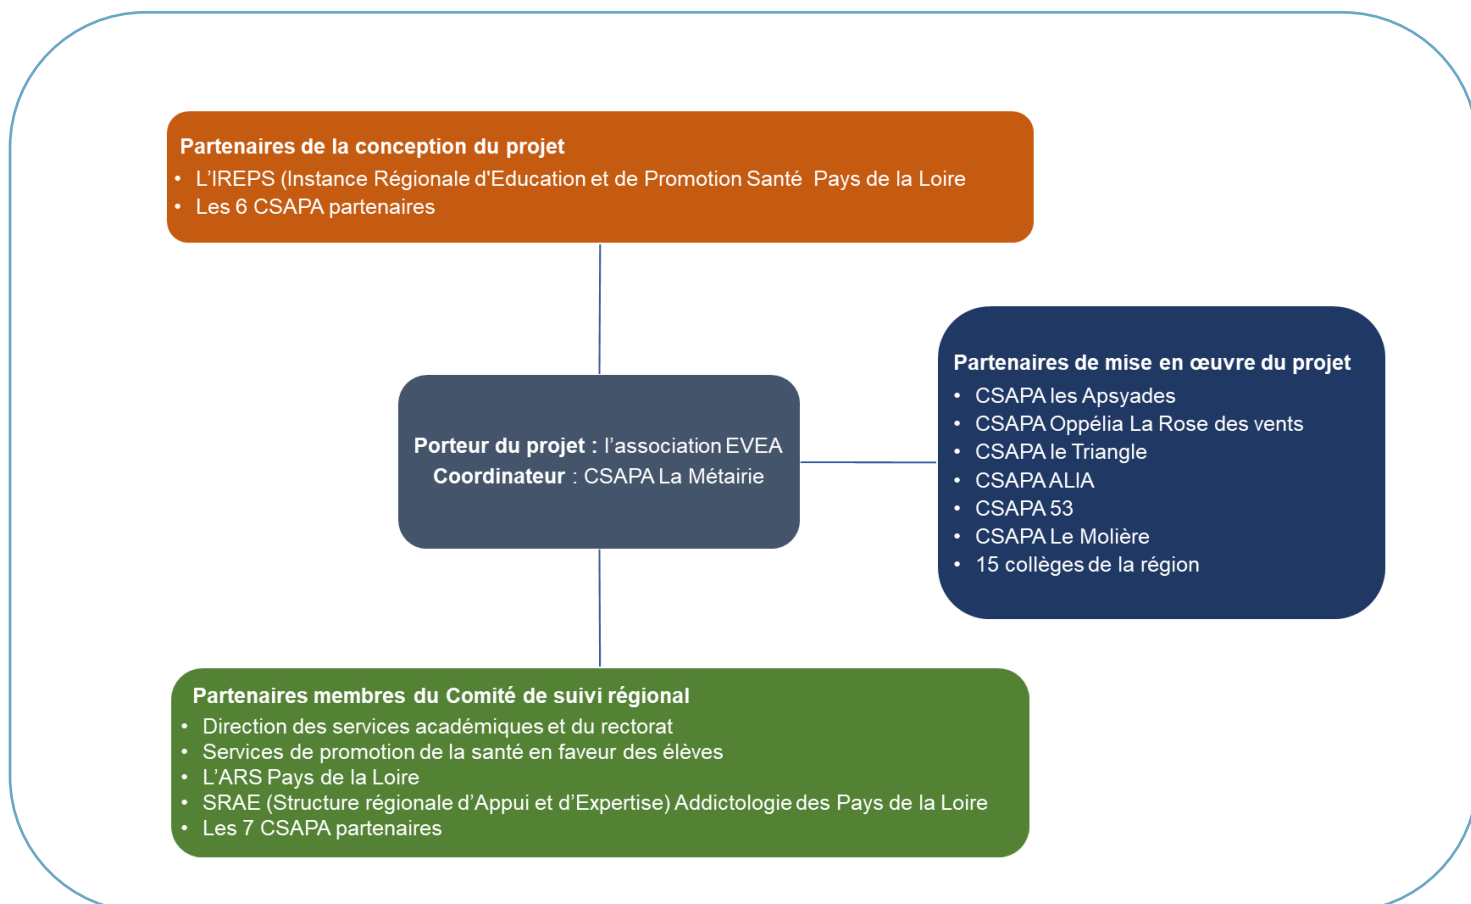 Partenaires de la conception du projet
• L'IREPS (Instance Régionale d'Education et de Promotion Santé Pays de la Loire
• Les 6 CSAPA partenaires
Porteur du projet : l'association EVEA
Coordinateur : CSAPA La Métairie
Partenaires de mise en œuvre du projet
• CSAPA les Apsyades
• CSAPA Oppélia La Rose des vents
• CSAPA le Triangle
• CSAPA ALIA
• CSAPA 53
• CSAPA Le Molière
• 15 collèges de la région
Partenaires membres du Comité de suivi régional
• Direction des services académiques et du rectorat
• Services de promotion de la santé en faveur des élèves
• L'ARS Pays de la Loire
• SRAE (Structure régionale d'Appui et d'Expertise) Addictologie des Pays de la Loire
• Les 7 CSAPA partenaires